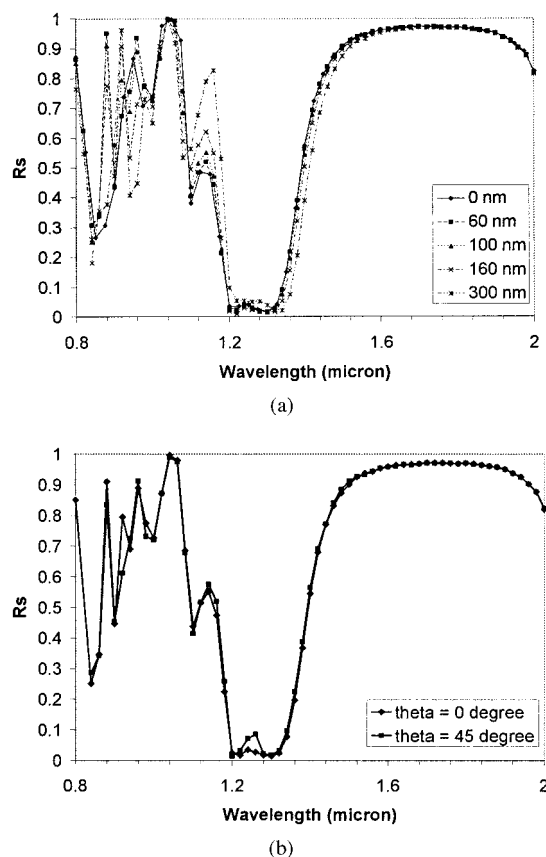 1
0.9
0.8
0.7
0.6
0.5
0.4
0.3
0.2
0.1
0
Rs
0 nm
60 nm
100 nm
160 nm
300 nm
0.8 1.2 1.6 2
Wavelength (micron)
(a)
1
0.9
0.8
0.7
0.6
0.5
0.4
0.3
0.2
0.1
0
Rs
theta = 0 degree
theta = 45 degree
0.8 1.2 1.6 2
Wavelength (micron)
(b)